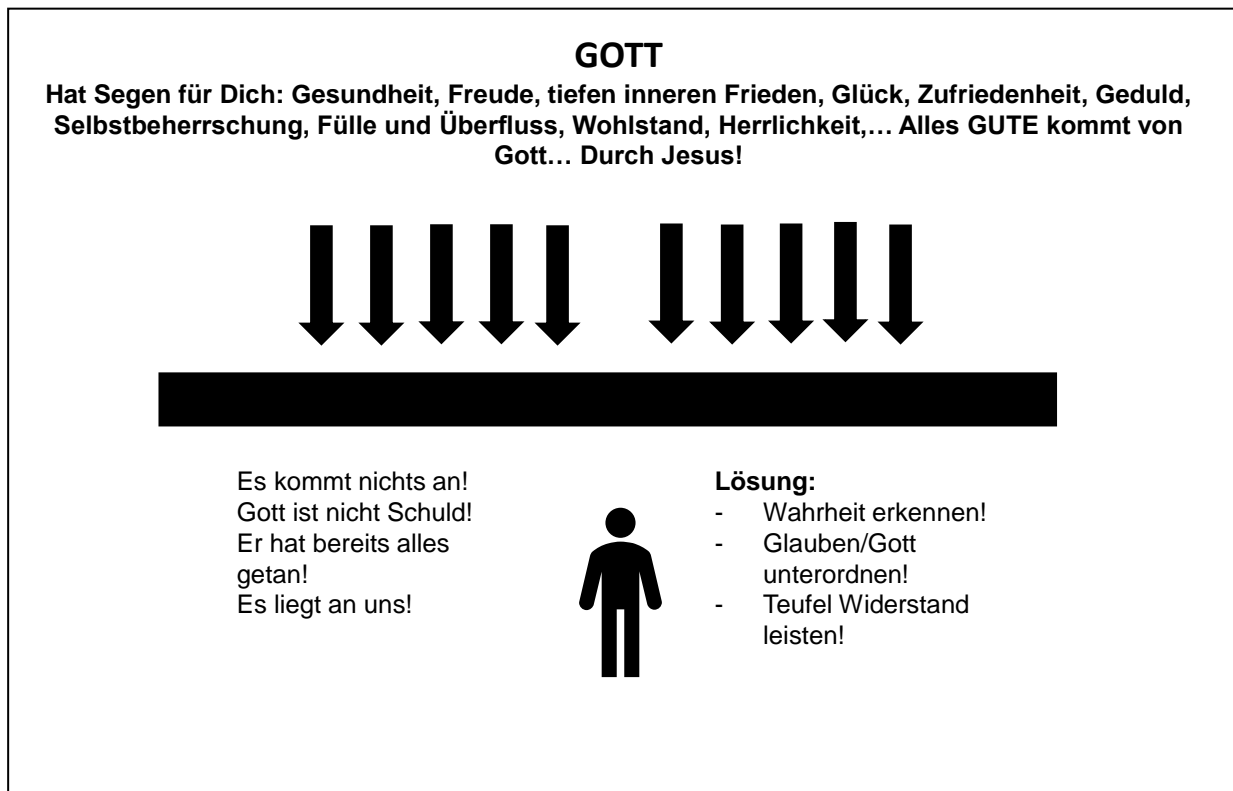 GOTT
Hat Segen für Dich: Gesundheit, Freude, tiefen inneren Frieden, Glück, Zufriedenheit, Geduld,
Selbstbeherrschung, Fülle und Überfluss, Wohlstand, Herrlichkeit,… Alles GUTE kommt von
Gott… Durch Jesus!
Es kommt nichts an!
Gott ist nicht Schuld!
Er hat bereits alles
getan!
Es liegt an uns!
Lösung:
- Wahrheit erkennen!
- Glauben/Gott
unterordnen!
- Teufel Widerstand
leisten!